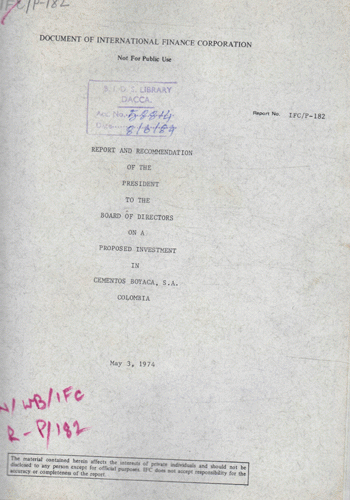 IFC/P-182
DOCUMENT OF INTERNATIONAL FINANCE CORPORATION
Not For Public Use
B. I. D. S. LIBRARY
DACCA.
Acc. No.
Date
Report No. IFC/P-182
REPORT AND RECOMMENDATION
OF THE
PRESIDENT
TO THE
BOARD OF DIRECTORS
ON A
PROPOSED INVESTMENT
IN
CEMENTOS BOYACA, S.A.
COLOMBIA
May 3, 1974
WB/IFC
R-P/182
The material contained herein affects the interests of private individuals and should not be
disclosed to any person except for official purposes. IFC does not accept responsibility for the
accuracy or completeness of the report.